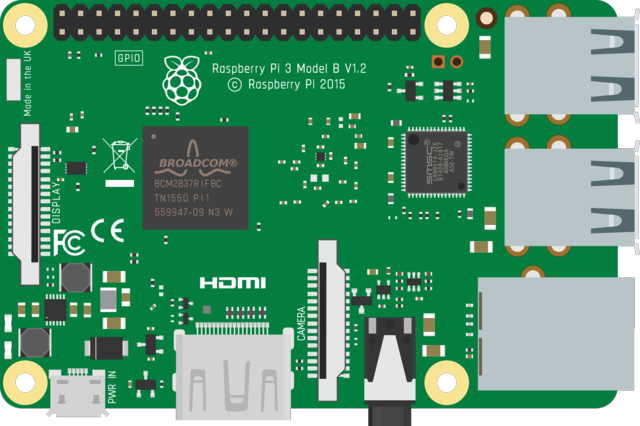 GPIO
Raspberry Pi 3 Model B V1.2
© Raspberry Pi 2015
Made in the UK
BROADCOM®
BCM2837RIFBC
TN1550 P11
559947-09 N3 W
SMSC
DISPLAY
FC CE
HDMI
CAMERA
PWR IN